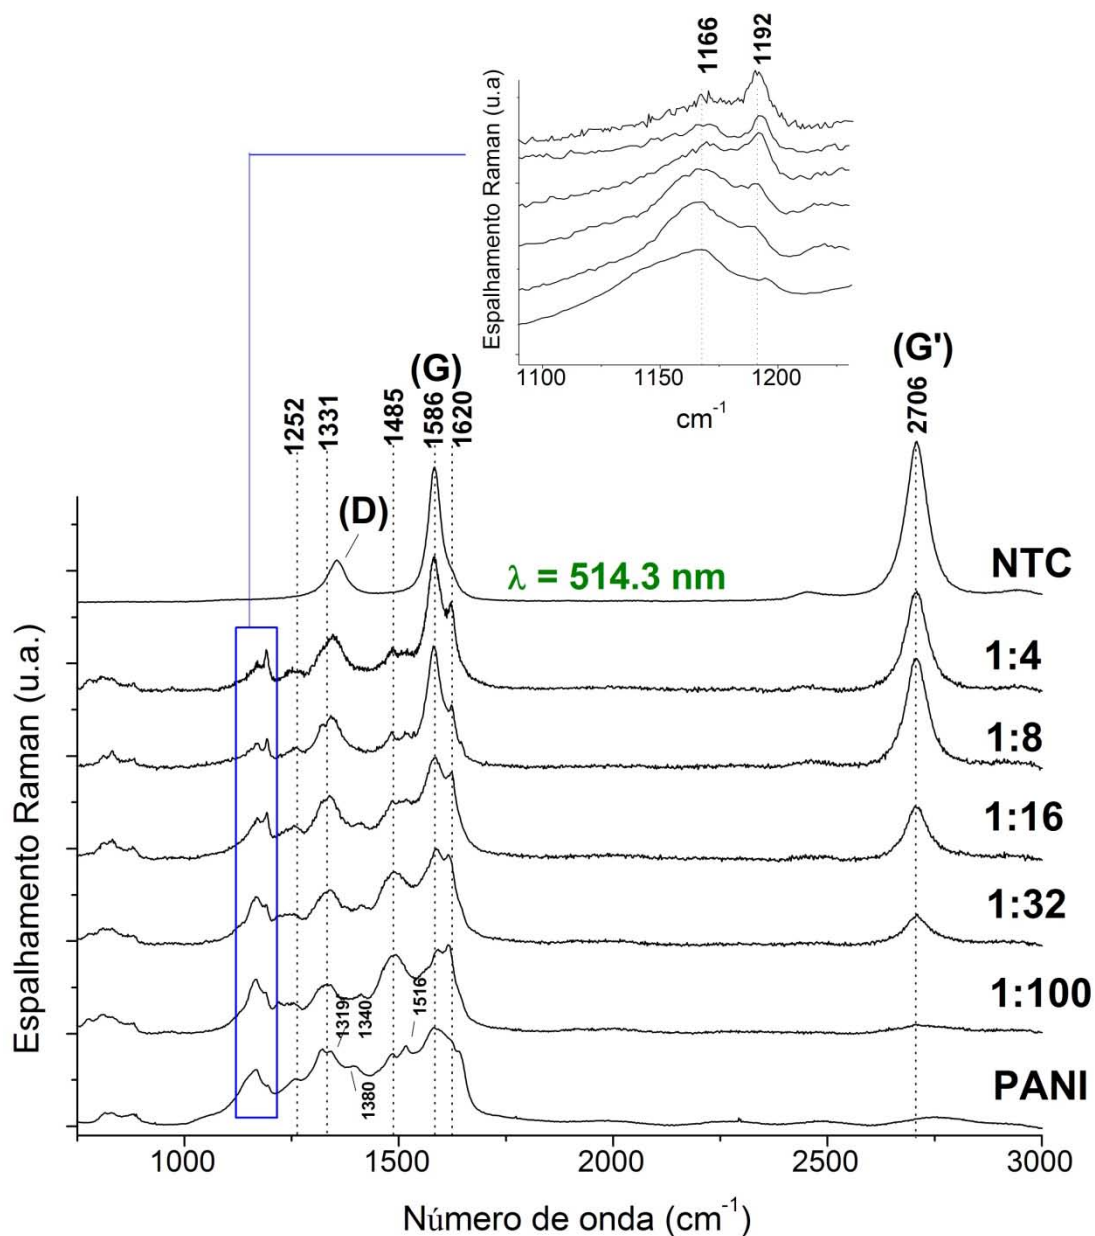 1166 1192
Espalhamento Raman (u.a)
1100 1150 1200
cm-1
(G) (G')
1252 1331 1485 1586 1620 2706
(D)
λ = 514.3 nm
NTC
1:4
1:8
1:16
1:32
1:100
1319 1340 1516
1380
PANI
Espalhamento Raman (u.a.)
1000 1500 2000 2500 3000
Número de onda (cm-1)